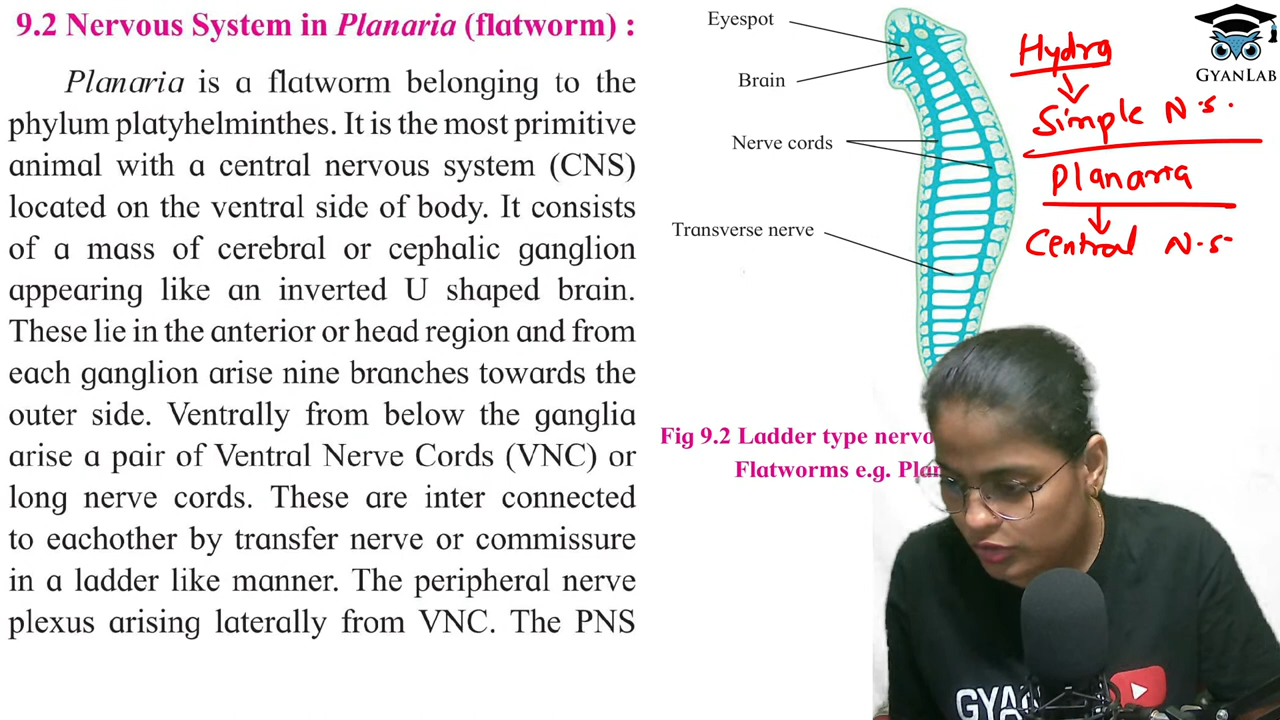 9.2 Nervous System in Planaria (flatworm) :
Planaria is a flatworm belonging to the
phylum platyhelminthes. It is the most primitive
animal with a central nervous system (CNS)
located on the ventral side of body. It consists
of a mass of cerebral or cephalic ganglion
appearing like an inverted U shaped brain.
These lie in the anterior or head region and from
each ganglion arise nine branches towards the
outer side. Ventrally from below the ganglia
arise a pair of Ventral Nerve Cords (VNC) or
long nerve cords. These are inter connected
to eachother by transfer nerve or commissure
in a ladder like manner. The peripheral nerve
plexus arising laterally from VNC. The PNS
Eyespot
Brain
Nerve cords
Transverse nerve
Fig 9.2 Ladder type nervo
Flatworms e.g. Plan
Hydra
Simple N.S.
Planaria
Central N.S
GYANLAB
GYAN